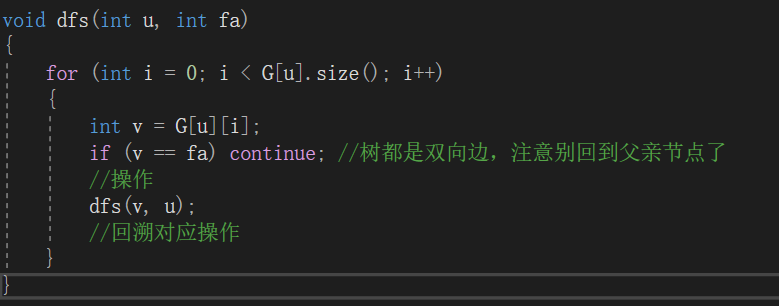 void dfs(int u, int fa)
{
for (int i = 0; i < G[u].size(); i++)
{
int v = G[u][i];
if (v == fa) continue; //树都是双向边，注意别回到父亲节点了
//操作
dfs(v, u);
//回溯对应操作
}
}